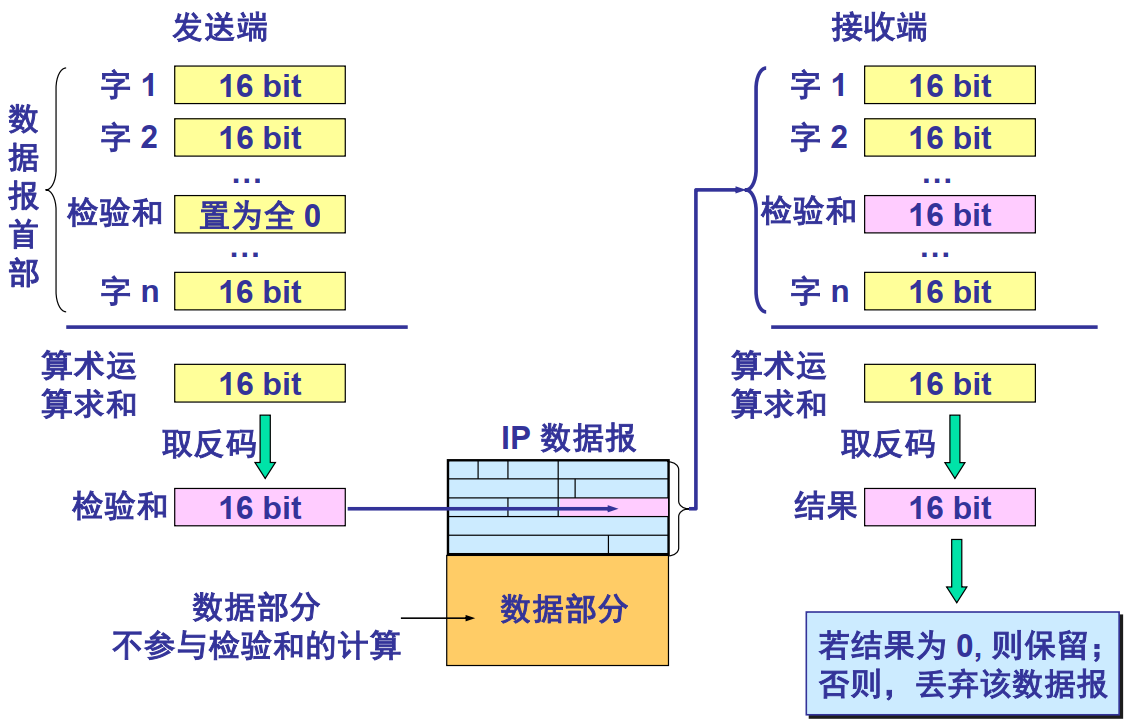 发送端
数据报首部
字 1
16 bit
字 2
16 bit
…
检验和
置为全 0
…
字 n
16 bit
算术运
算求和
16 bit
取反码
检验和
16 bit
数据部分
不参与检验和的计算
IP 数据报
数据部分
接收端
字 1
16 bit
字 2
16 bit
…
检验和
16 bit
…
字 n
16 bit
算术运
算求和
16 bit
取反码
结果
16 bit
若结果为 0, 则保留；
否则，丢弃该数据报